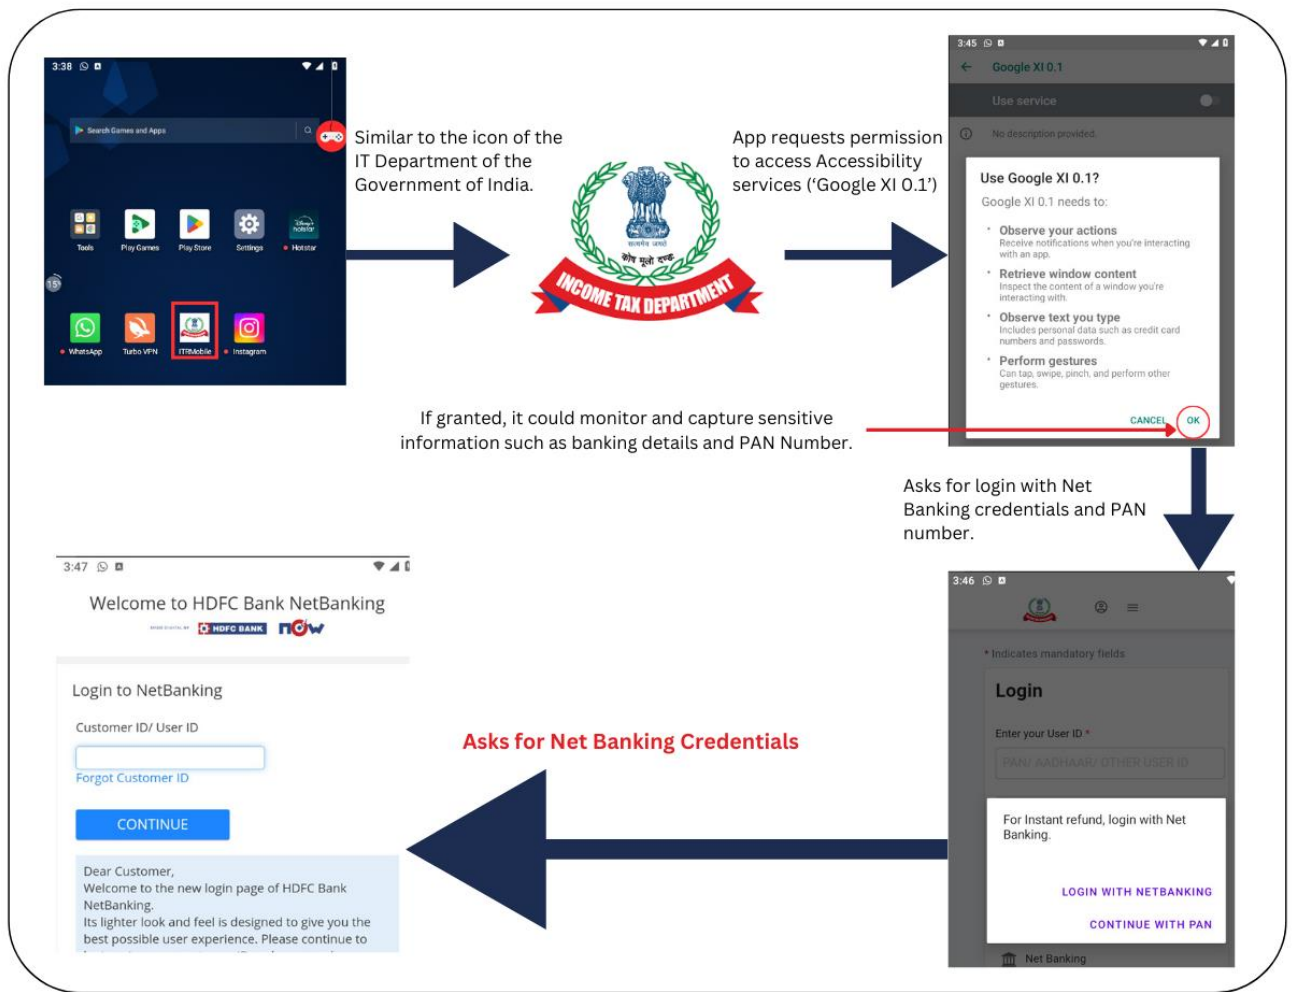 3:38
Search Games and Apps
Similar to the icon of the
IT Department of the
Government of India.
Tools
Play Games
Play Store
Settings
Disney+
hotstar
Hotstar
15
WhatsApp
Turbo VPN
ITRMobile
Instagram
सत्यमेव जयते
कोष मूलो दण्डः
INCOME TAX DEPARTMENT
App requests permission
to access Accessibility
services (‘Google XI 0.1’)
3:45
Google XI 0.1
Use service
No description provided.
Use Google XI 0.1?
Google XI 0.1 needs to:
• Observe your actions
Receive notifications when you're interacting
with an app.
• Retrieve window content
Inspect the content of a window you're
interacting with.
• Observe text you type
Includes personal data such as credit card
numbers and passwords.
• Perform gestures
Can tap, swipe, pinch, and perform other
gestures.
CANCEL OK
If granted, it could monitor and capture sensitive
information such as banking details and PAN Number.
Asks for login with Net
Banking credentials and PAN
number.
3:46
* Indicates mandatory fields
Login
Enter your User ID *
PAN/ AADHAAR/ OTHER USER ID
For Instant refund, login with Net
Banking.
LOGIN WITH NETBANKING
CONTINUE WITH PAN
Net Banking
Asks for Net Banking Credentials
3:47
Welcome to HDFC Bank NetBanking
HDFC BANK NOW
Login to NetBanking
Customer ID/ User ID
Forgot Customer ID
CONTINUE
Dear Customer,
Welcome to the new login page of HDFC Bank
NetBanking.
Its lighter look and feel is designed to give you the
best possible user experience. Please continue to